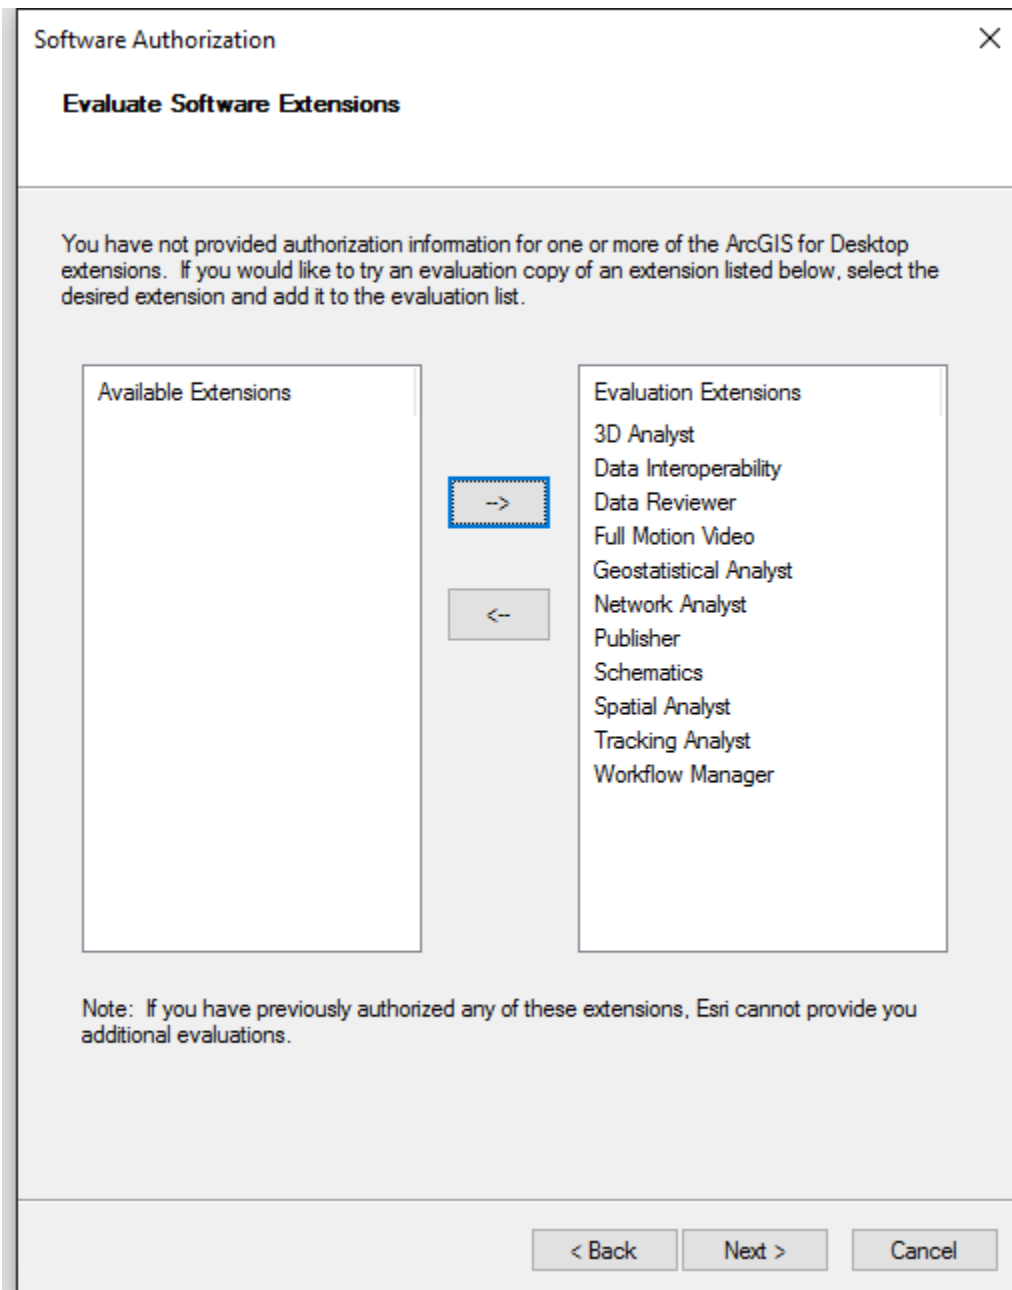 Software Authorization
Evaluate Software Extensions
You have not provided authorization information for one or more of the ArcGIS for Desktop
extensions.  If you would like to try an evaluation copy of an extension listed below, select the
desired extension and add it to the evaluation list.
Available Extensions
-->
<--
Evaluation Extensions
3D Analyst
Data Interoperability
Data Reviewer
Full Motion Video
Geostatistical Analyst
Network Analyst
Publisher
Schematics
Spatial Analyst
Tracking Analyst
Workflow Manager
Note:  If you have previously authorized any of these extensions, Esri cannot provide you
additional evaluations.
< Back
Next >
Cancel